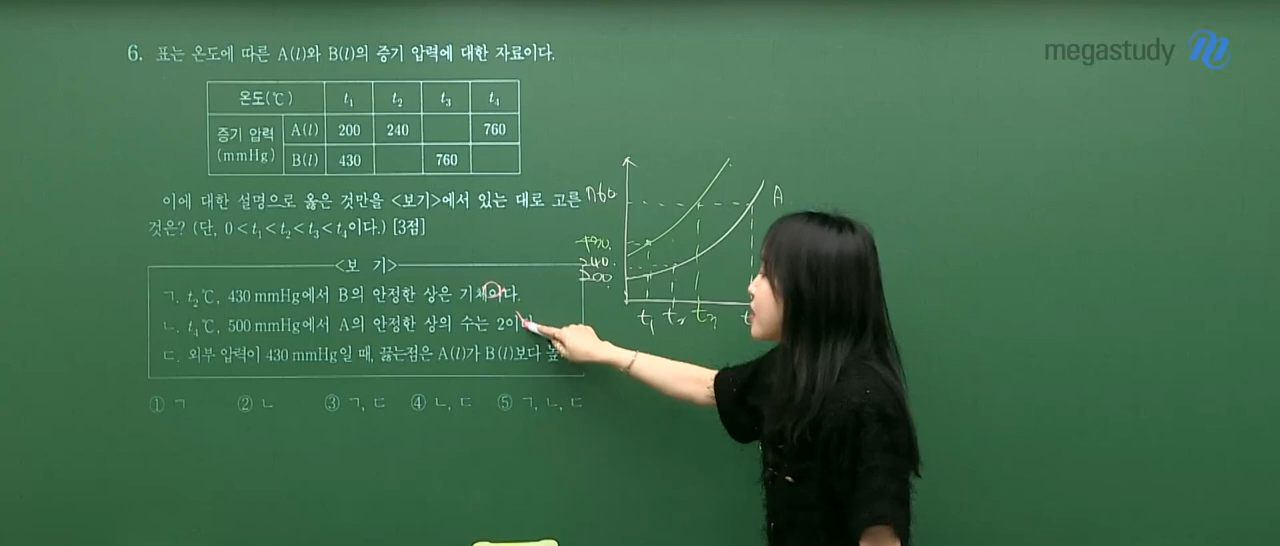 megastudy
6. 표는 온도에 따른 A(l)와 B(l)의 증기 압력에 대한 자료이다.
온도(℃) t₁ t₂ t₃ t₄
증기 압력 (mmHg) A(l) 200 240 760
B(l) 430 760
이에 대한 설명으로 옳은 것만을 <보기>에서 있는 대로 고른
것은? (단, 0<t₁<t₂<t₃<t₄이다.) [3점]
<보 기>
ㄱ. t₂℃, 430 mmHg에서 B의 안정한 상은 기체이다.
ㄴ. t₄℃, 500 mmHg에서 A의 안정한 상의 수는 2이
ㄷ. 외부 압력이 430 mmHg일 때, 끓는점은 A(l)가 B(l)보다 높
① ㄱ ② ㄴ ③ ㄱ, ㄷ ④ ㄴ, ㄷ ⑤ ㄱ, ㄴ, ㄷ
760
A
430
240
200
t₁ t₂ t₃ t